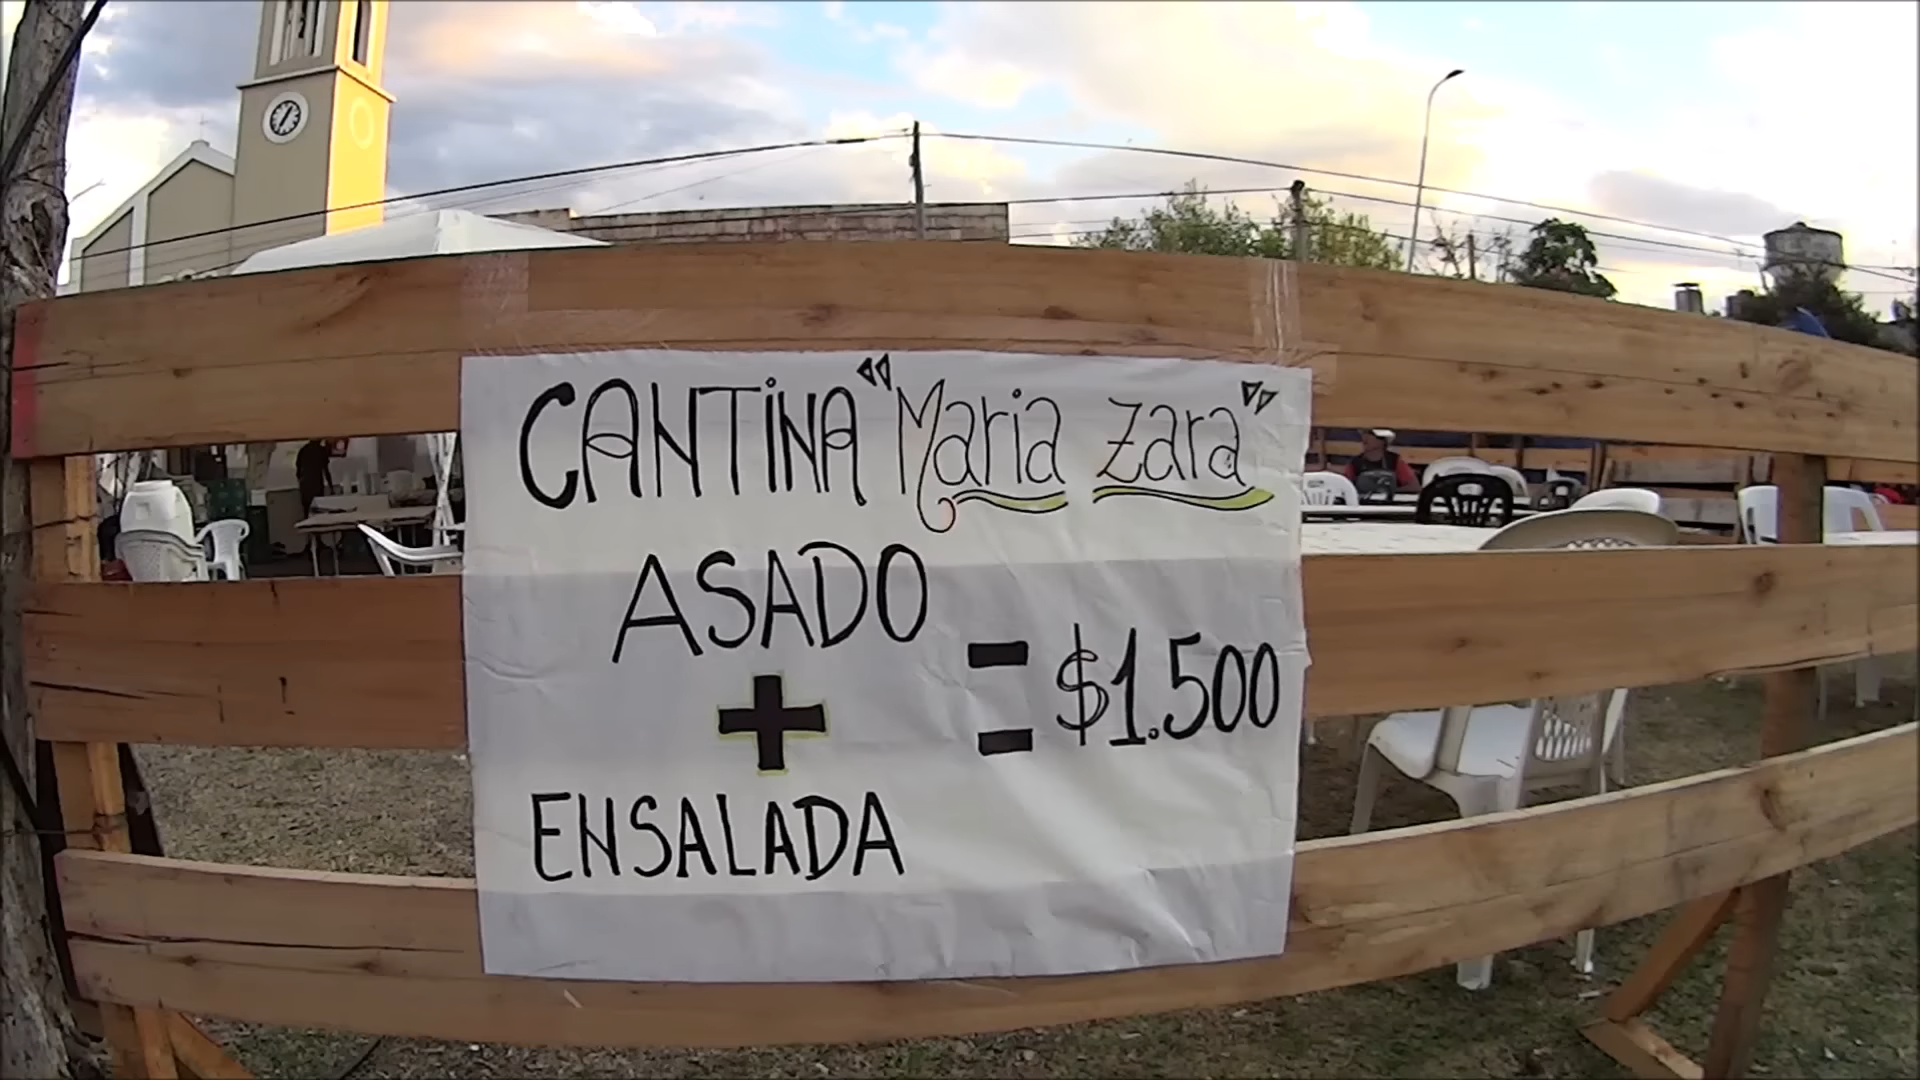 CANTINA "Maria Zara"
ASADO
+
= $1.500
ENSALADA